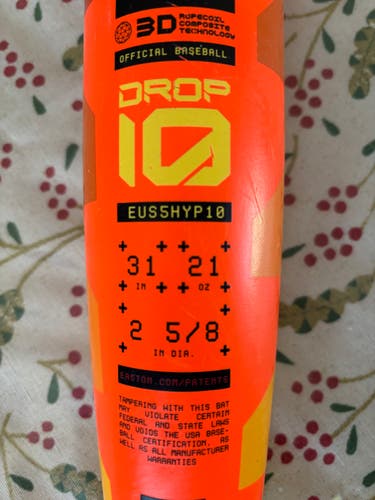 3D ROPECOIL
COMPOSITE
TECHNOLOGY
OFFICIAL BASEBALL
DROP
10
EUS5HYP10
31 21
IN OZ
2 5/8
IN DIA.
EASTON.COM/PATENTS
TAMPERING WITH THIS BAT
MAY VIOLATE CERTAIN
FEDERAL AND STATE LAWS
AND VOIDS THE USA BASE-
BALL CERTIFICATION, AS
WELL AS ALL MANUFACTURER
WARRANTIES